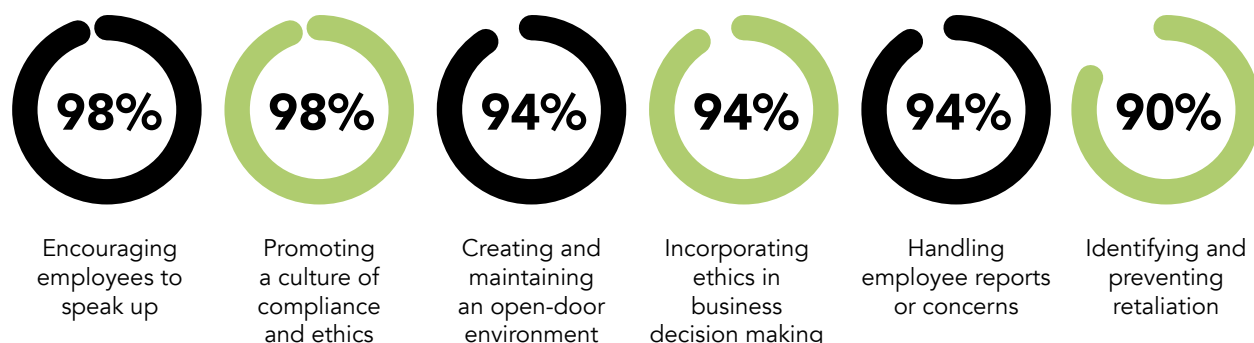 98%
Encouraging
employees to
speak up
98%
Promoting
a culture of
compliance
and ethics
94%
Creating and
maintaining
an open-door
environment
94%
Incorporating
ethics in
business
decision making
94%
Handling
employee reports
or concerns
90%
Identifying and
preventing
retaliation